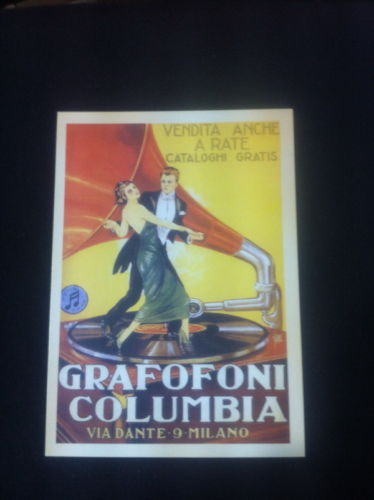 VENDITA ANCHE
A RATE
CATALOGHI GRATIS
GRAFOFONI
COLUMBIA
VIA DANTE · 9 · MILANO